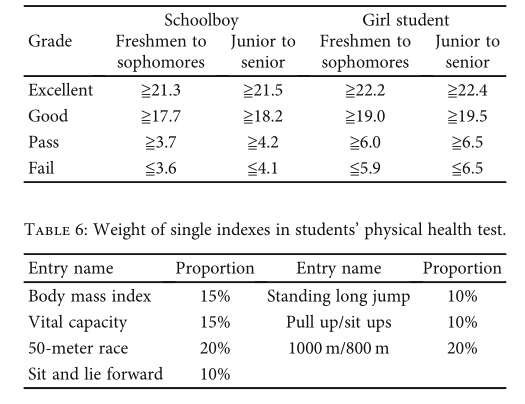 Schoolboy Girl student
Grade Freshmen to sophomores Junior to senior Freshmen to sophomores Junior to senior
Excellent ≧21.3 ≧21.5 ≧22.2 ≧22.4
Good ≧17.7 ≧18.2 ≧19.0 ≧19.5
Pass ≧3.7 ≧4.2 ≧6.0 ≧6.5
Fail ≦3.6 ≦4.1 ≦5.9 ≦6.5
TABLE 6: Weight of single indexes in students' physical health test.
Entry name Proportion Entry name Proportion
Body mass index 15% Standing long jump 10%
Vital capacity 15% Pull up/sit ups 10%
50-meter race 20% 1000 m/800 m 20%
Sit and lie forward 10%